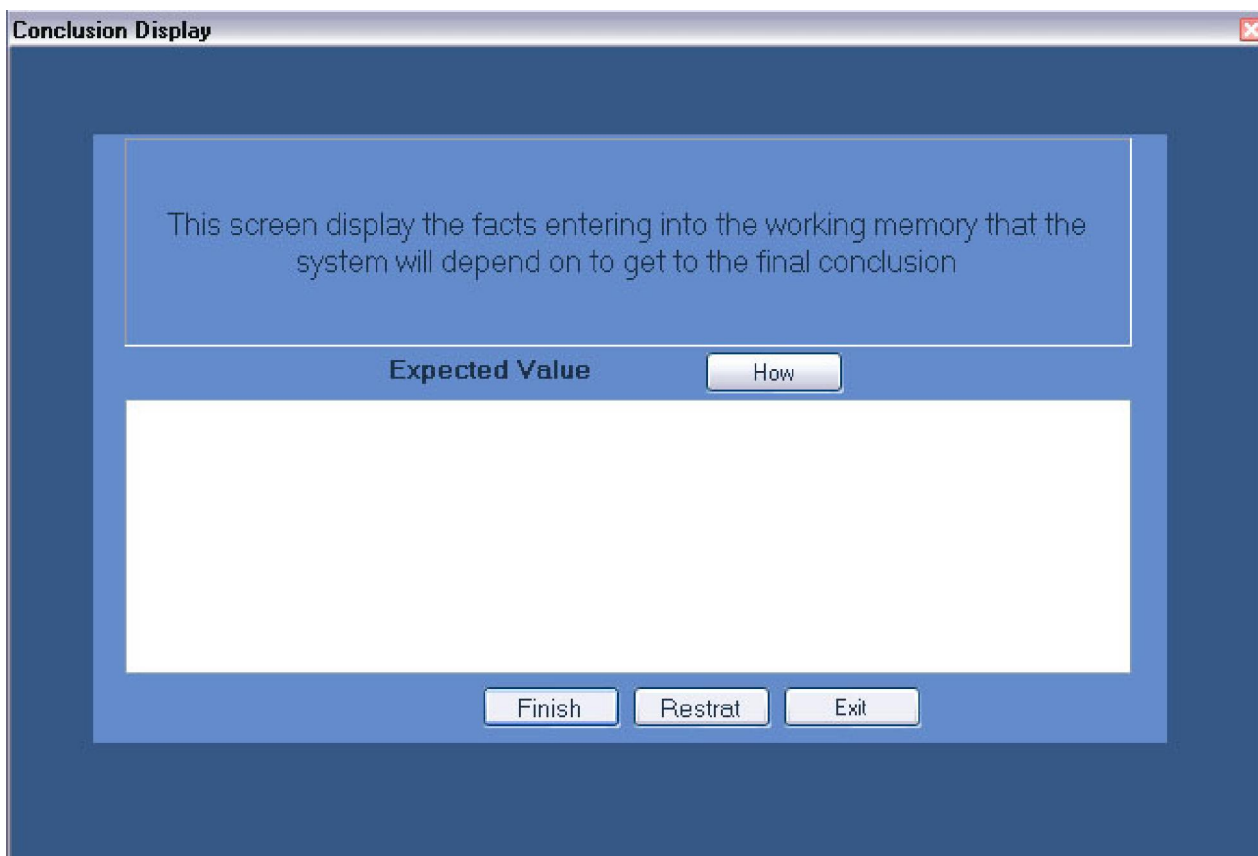 Conclusion Display
This screen display the facts entering into the working memory that the
system will depend on to get to the final conclusion
Expected Value How
Finish Restrat Exit